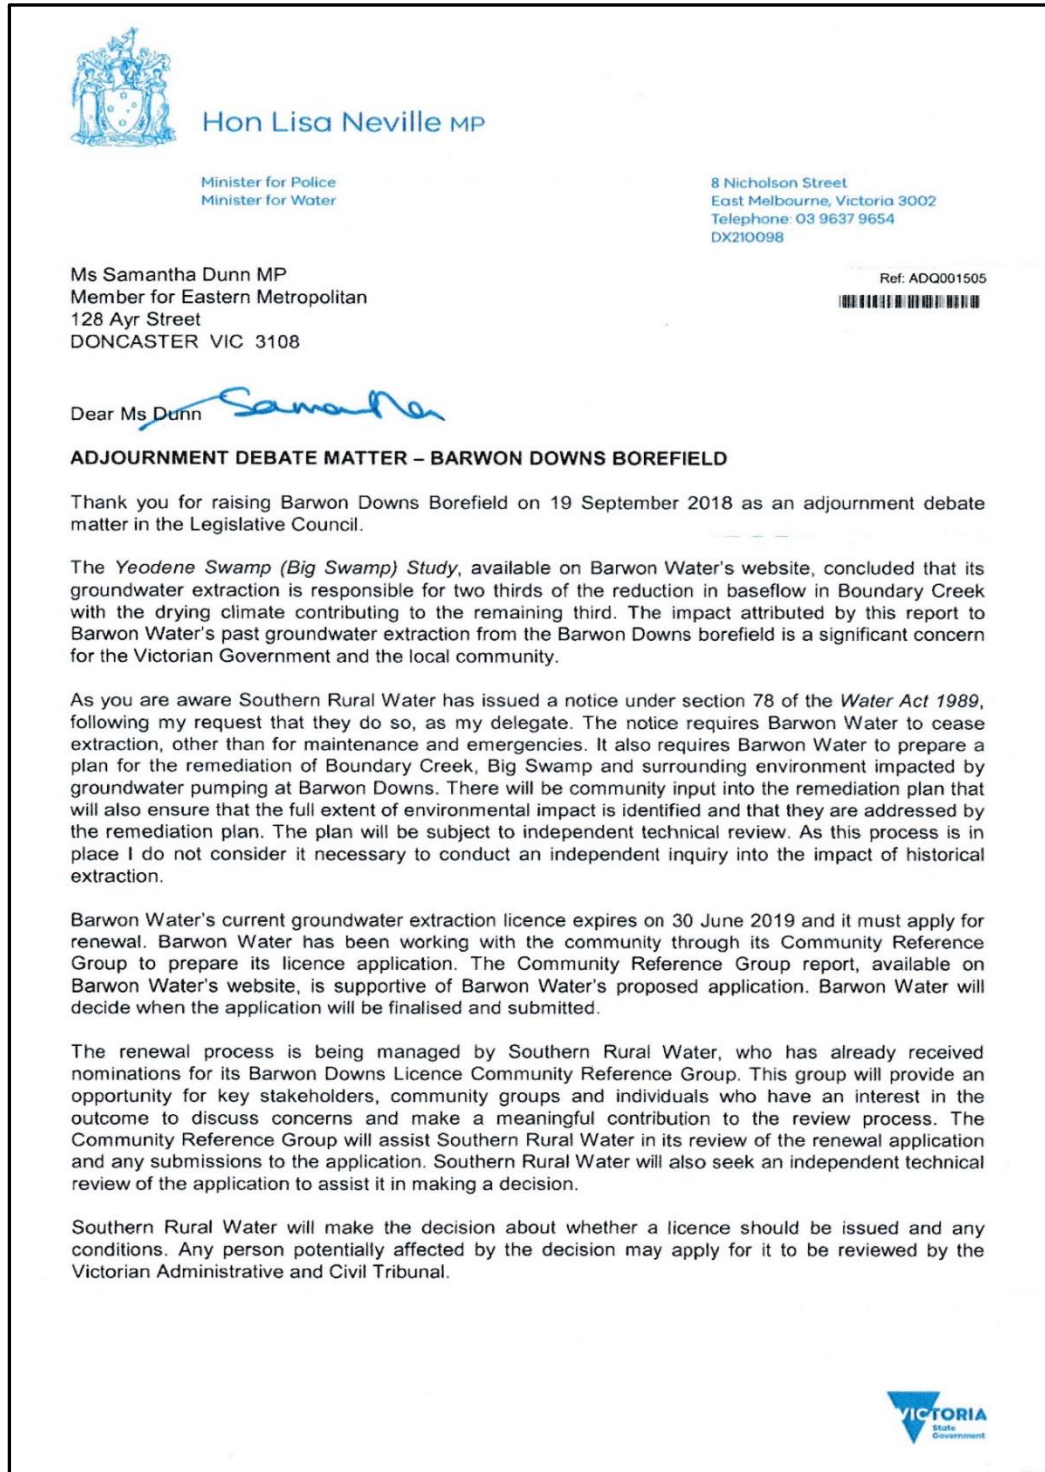 Hon Lisa Neville MP
Minister for Police
Minister for Water
8 Nicholson Street
East Melbourne, Victoria 3002
Telephone: 03 9637 9654
DX210098
Ms Samantha Dunn MP
Member for Eastern Metropolitan
128 Ayr Street
DONCASTER VIC 3108
Ref: ADQ001505
Dear Ms Dunn Samantha
ADJOURNMENT DEBATE MATTER – BARWON DOWNS BOREFIELD
Thank you for raising Barwon Downs Borefield on 19 September 2018 as an adjournment debate
matter in the Legislative Council.
The Yeodene Swamp (Big Swamp) Study, available on Barwon Water's website, concluded that its
groundwater extraction is responsible for two thirds of the reduction in baseflow in Boundary Creek
with the drying climate contributing to the remaining third. The impact attributed by this report to
Barwon Water's past groundwater extraction from the Barwon Downs borefield is a significant concern
for the Victorian Government and the local community.
As you are aware Southern Rural Water has issued a notice under section 78 of the Water Act 1989,
following my request that they do so, as my delegate. The notice requires Barwon Water to cease
extraction, other than for maintenance and emergencies. It also requires Barwon Water to prepare a
plan for the remediation of Boundary Creek, Big Swamp and surrounding environment impacted by
groundwater pumping at Barwon Downs. There will be community input into the remediation plan that
will also ensure that the full extent of environmental impact is identified and that they are addressed by
the remediation plan. The plan will be subject to independent technical review. As this process is in
place I do not consider it necessary to conduct an independent inquiry into the impact of historical
extraction.
Barwon Water's current groundwater extraction licence expires on 30 June 2019 and it must apply for
renewal. Barwon Water has been working with the community through its Community Reference
Group to prepare its licence application. The Community Reference Group report, available on
Barwon Water's website, is supportive of Barwon Water's proposed application. Barwon Water will
decide when the application will be finalised and submitted.
The renewal process is being managed by Southern Rural Water, who has already received
nominations for its Barwon Downs Licence Community Reference Group. This group will provide an
opportunity for key stakeholders, community groups and individuals who have an interest in the
outcome to discuss concerns and make a meaningful contribution to the review process. The
Community Reference Group will assist Southern Rural Water in its review of the renewal application
and any submissions to the application. Southern Rural Water will also seek an independent technical
review of the application to assist it in making a decision.
Southern Rural Water will make the decision about whether a licence should be issued and any
conditions. Any person potentially affected by the decision may apply for it to be reviewed by the
Victorian Administrative and Civil Tribunal.
VICTORIA
State
Government